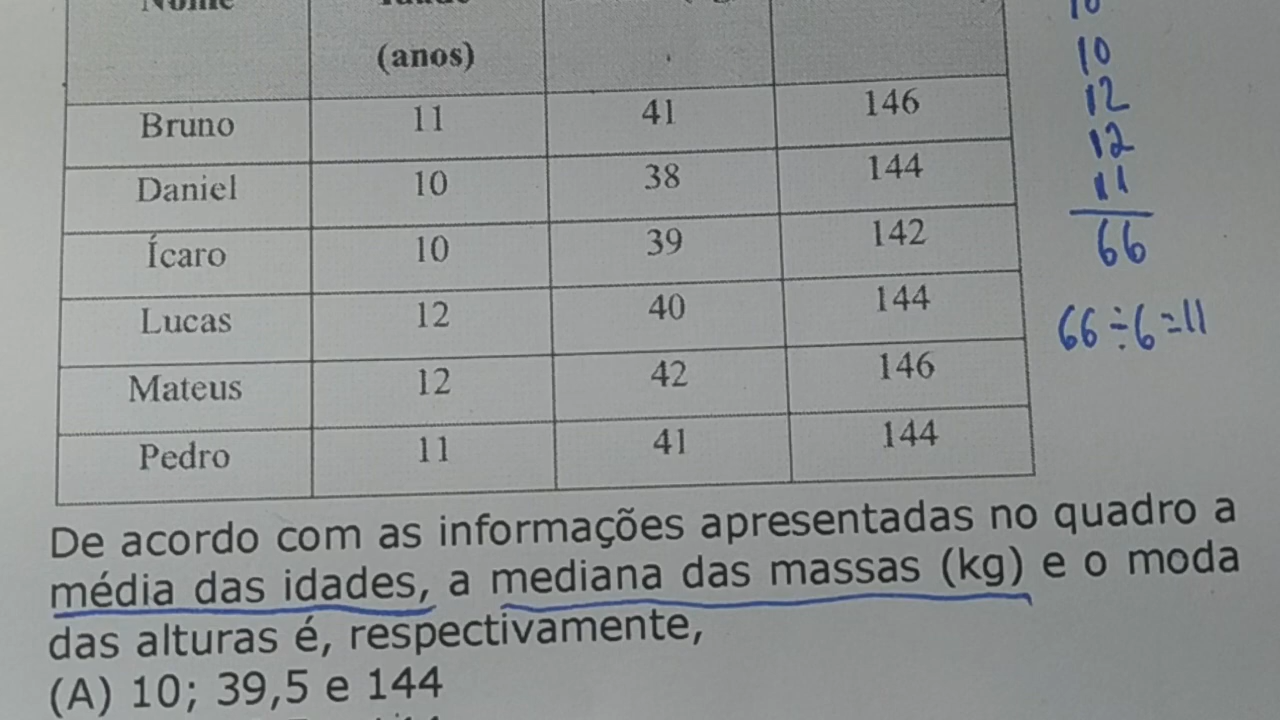 Nome
(anos)
Bruno 11 41 146
Daniel 10 38 144
Ícaro 10 39 142
Lucas 12 40 144
Mateus 12 42 146
Pedro 11 41 144
10
12
12
11
66
66÷6=11
De acordo com as informações apresentadas no quadro a
média das idades, a mediana das massas (kg) e o moda
das alturas é, respectivamente,
(A) 10; 39,5 e 144